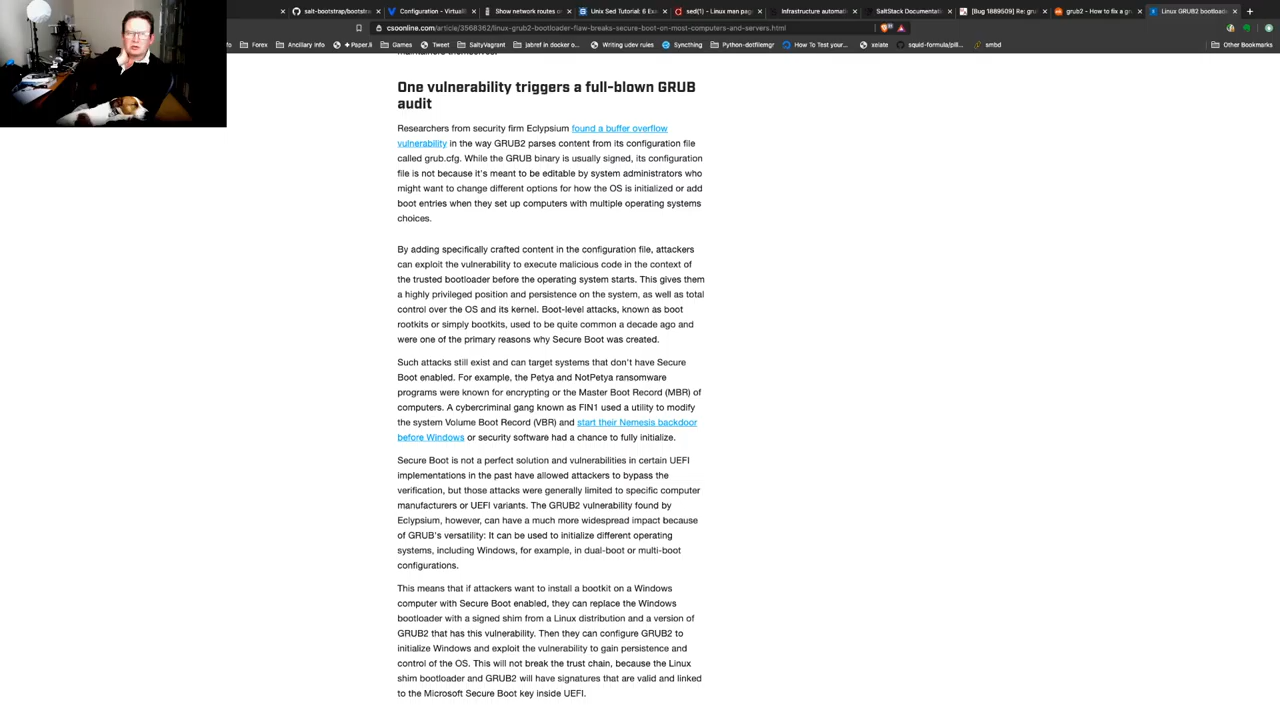 salt-bootstrap/bootstra
Configuration – Virtuall
Show network routes o
Unix Sed Tutorial: 6 Exa
sed(1) - Linux man pag
Infrastructure automati
SaltStack Documentati
[Bug 1889509] Re: gru
grub2 - How to fix a gr
Linux GRUB2 bootload
csoonline.com/article/3568362/linux-grub2-bootloader-flaw-breaks-secure-boot-on-most-computers-and-servers.html
fo
Forex
Ancillary Info
+ Paper.li
Games
Tweet
SaltyVagrant
jabref in docker o...
Writing udev rules
Syncthing
Python-dotfilemgr
How To Test your...
xelate
squid-formula/pill...
smbd
Other Bookmarks
maintainers themselves.
One vulnerability triggers a full-blown GRUB
audit
Researchers from security firm Eclypsium found a buffer overflow
vulnerability in the way GRUB2 parses content from its configuration file
called grub.cfg. While the GRUB binary is usually signed, its configuration
file is not because it's meant to be editable by system administrators who
might want to change different options for how the OS is initialized or add
boot entries when they set up computers with multiple operating systems
choices.
By adding specifically crafted content in the configuration file, attackers
can exploit the vulnerability to execute malicious code in the context of
the trusted bootloader before the operating system starts. This gives them
a highly privileged position and persistence on the system, as well as total
control over the OS and its kernel. Boot-level attacks, known as boot
rootkits or simply bootkits, used to be quite common a decade ago and
were one of the primary reasons why Secure Boot was created.
Such attacks still exist and can target systems that don't have Secure
Boot enabled. For example, the Petya and NotPetya ransomware
programs were known for encrypting or the Master Boot Record (MBR) of
computers. A cybercriminal gang known as FIN1 used a utility to modify
the system Volume Boot Record (VBR) and start their Nemesis backdoor
before Windows or security software had a chance to fully initialize.
Secure Boot is not a perfect solution and vulnerabilities in certain UEFI
implementations in the past have allowed attackers to bypass the
verification, but those attacks were generally limited to specific computer
manufacturers or UEFI variants. The GRUB2 vulnerability found by
Eclypsium, however, can have a much more widespread impact because
of GRUB's versatility: It can be used to initialize different operating
systems, including Windows, for example, in dual-boot or multi-boot
configurations.
This means that if attackers want to install a bootkit on a Windows
computer with Secure Boot enabled, they can replace the Windows
bootloader with a signed shim from a Linux distribution and a version of
GRUB2 that has this vulnerability. Then they can configure GRUB2 to
initialize Windows and exploit the vulnerability to gain persistence and
control of the OS. This will not break the trust chain, because the Linux
shim bootloader and GRUB2 will have signatures that are valid and linked
to the Microsoft Secure Boot key inside UEFI.